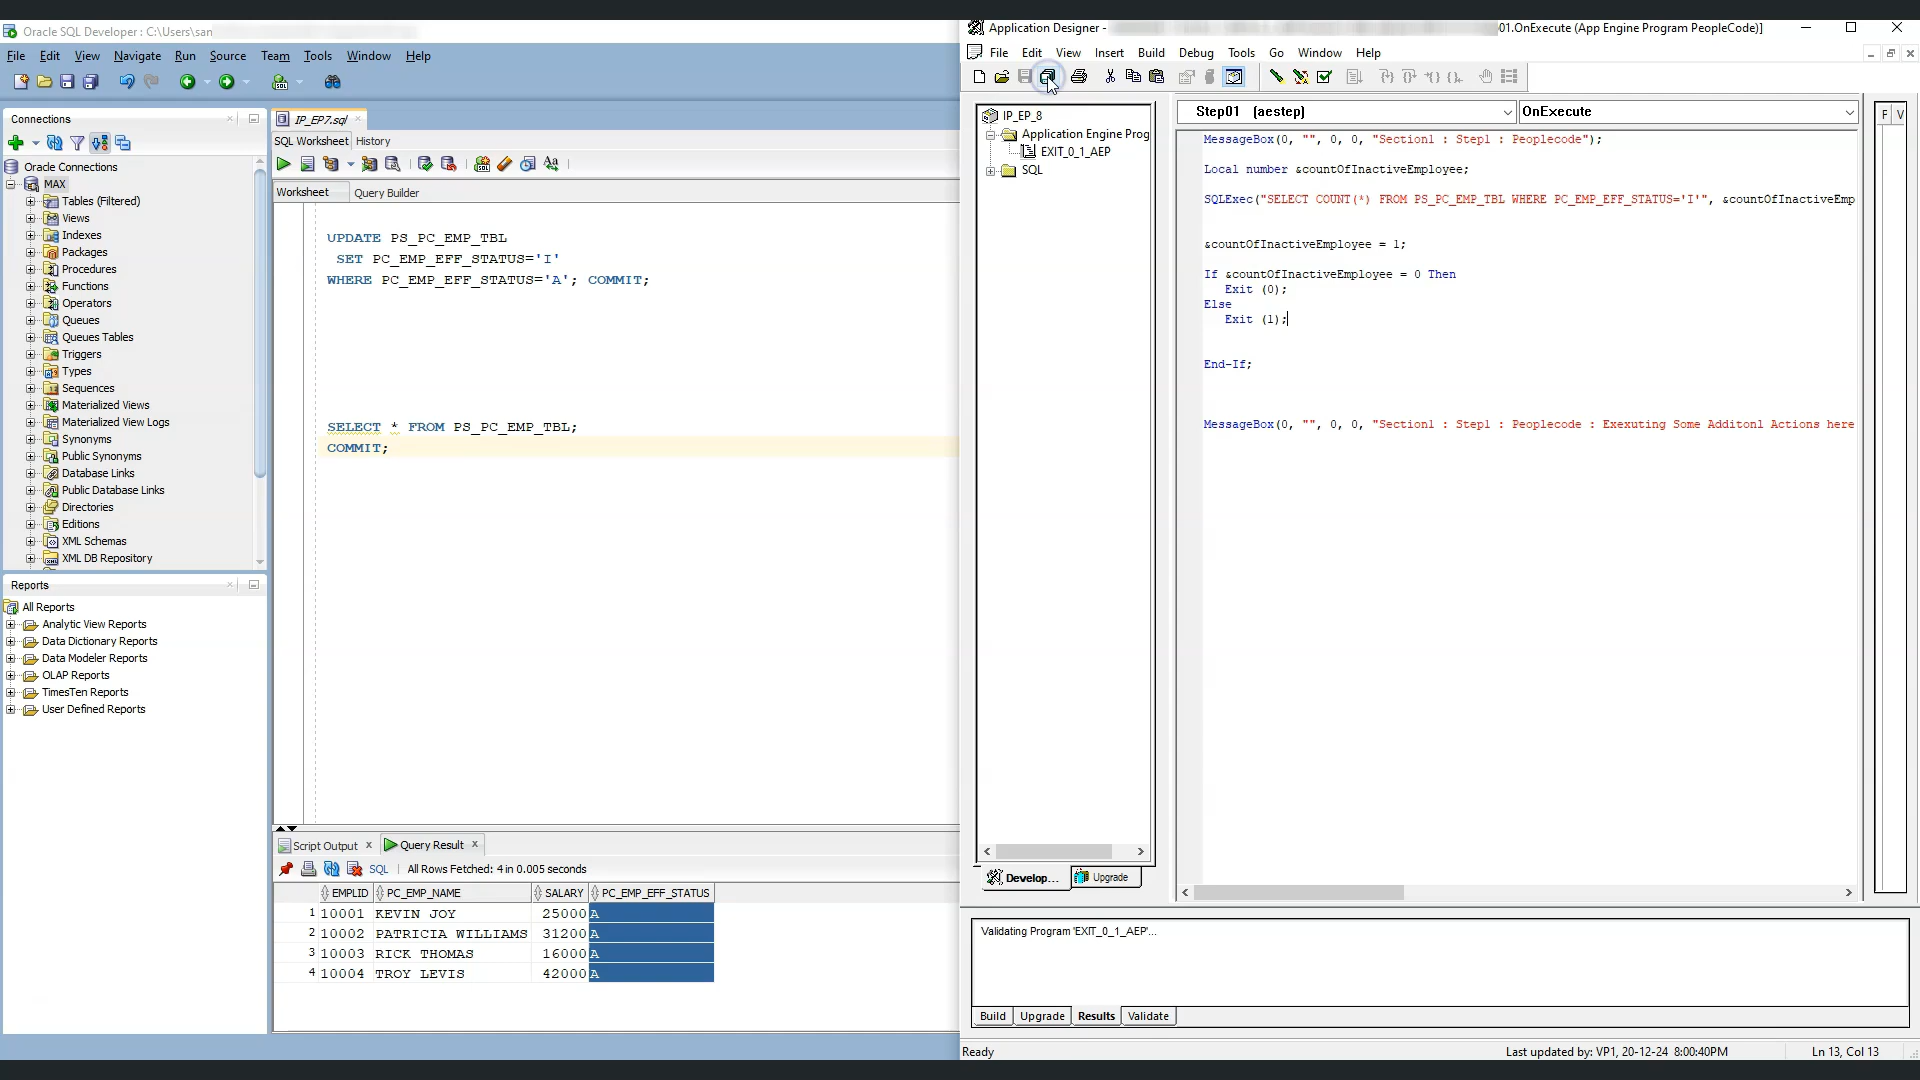 Oracle SQL Developer : C:\Users\san
File Edit View Navigate Run Source Team Tools Window Help
Connections
Oracle Connections
MAX
Tables (Filtered)
Views
Indexes
Packages
Procedures
Functions
Operators
Queues
Queues Tables
Triggers
Types
Sequences
Materialized Views
Materialized View Logs
Synonyms
Public Synonyms
Database Links
Public Database Links
Directories
Editions
XML Schemas
XML DB Repository
Reports
All Reports
Analytic View Reports
Data Dictionary Reports
Data Modeler Reports
OLAP Reports
TimesTen Reports
User Defined Reports
IP_EP7.sql
SQL Worksheet History
Worksheet Query Builder
UPDATE PS_PC_EMP_TBL
SET PC_EMP_EFF_STATUS='I'
WHERE PC_EMP_EFF_STATUS='A'; COMMIT;
SELECT * FROM PS_PC_EMP_TBL;
COMMIT;
Script Output Query Result
SQL All Rows Fetched: 4 in 0.005 seconds
EMPLID PC_EMP_NAME SALARY PC_EMP_EFF_STATUS
1 10001 KEVIN JOY 25000 A
2 10002 PATRICIA WILLIAMS 31200 A
3 10003 RICK THOMAS 16000 A
4 10004 TROY LEVIS 42000 A
Application Designer - 01.OnExecute (App Engine Program PeopleCode)]
File Edit View Insert Build Debug Tools Go Window Help
IP_EP_8
Application Engine Prog
EXIT_0_1_AEP
SQL
Develop... Upgrade
Step01 (aestep) OnExecute
MessageBox(0, "", 0, 0, "Section1 : Step1 : Peoplecode");
Local number &countOfInactiveEmployee;
SQLExec("SELECT COUNT(*) FROM PS_PC_EMP_TBL WHERE PC_EMP_EFF_STATUS='I'", &countOfInactiveEmp
&countOfInactiveEmployee = 1;
If &countOfInactiveEmployee = 0 Then
Exit (0);
Else
Exit (1);
End-If;
MessageBox(0, "", 0, 0, "Section1 : Step1 : Peoplecode : Exexuting Some Additonl Actions here
F V
Validating Program 'EXIT_0_1_AEP'...
Build Upgrade Results Validate
Ready Last updated by: VP1, 20-12-24 8:00:40PM Ln 13, Col 13